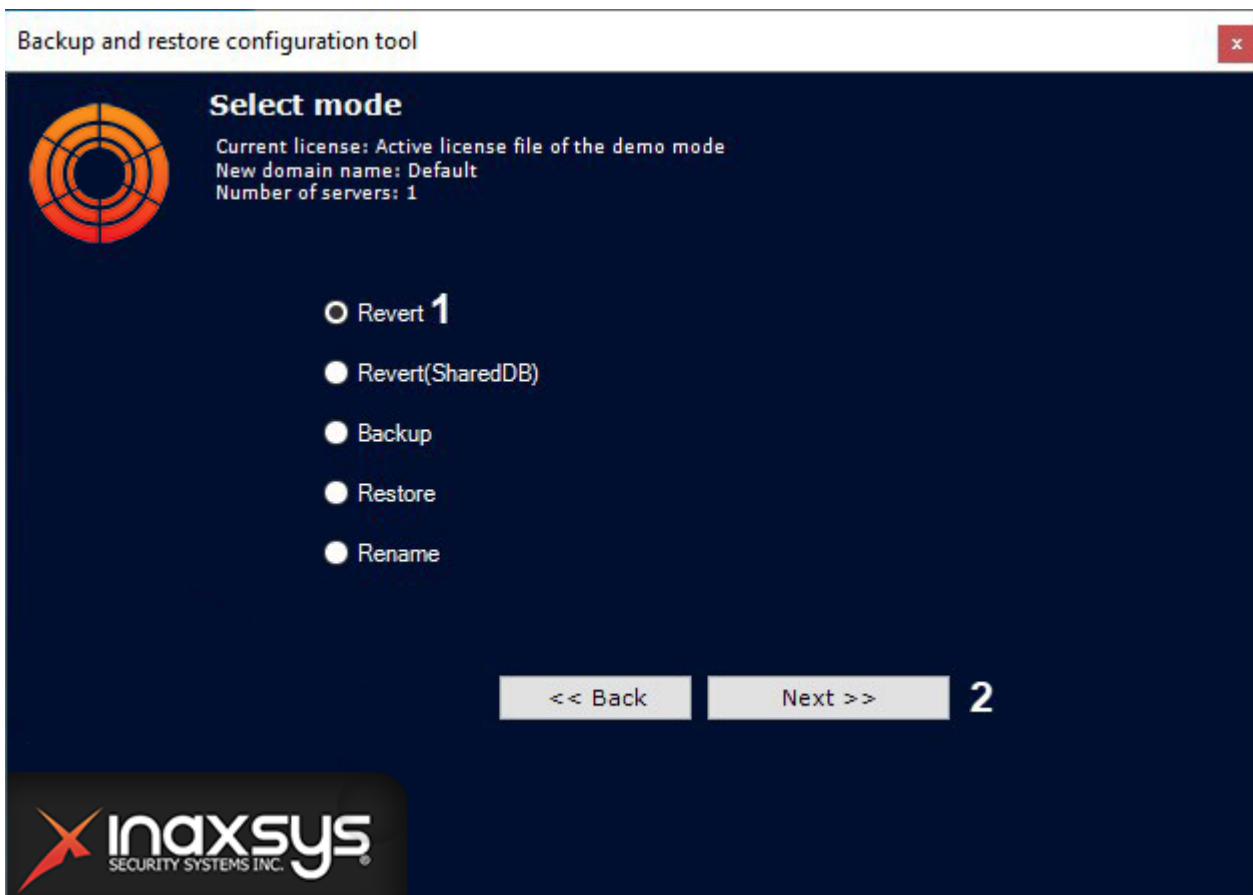 Backup and restore configuration tool
x
Select mode
Current license: Active license file of the demo mode
New domain name: Default
Number of servers: 1
Revert 1
Revert(SharedDB)
Backup
Restore
Rename
<< Back Next >> 2
inaxsys®
SECURITY SYSTEMS INC.